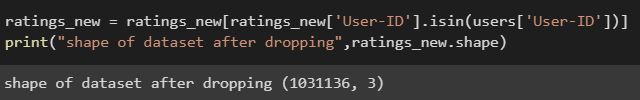 ratings_new = ratings_new[ratings_new['User-ID'].isin(users['User-ID'])]
print("shape of dataset after dropping",ratings_new.shape)
shape of dataset after dropping (1031136, 3)